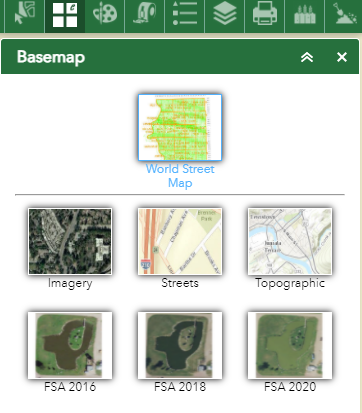 Basemap
World Street
Map
Imagery
Streets
Topographic
FSA 2016
FSA 2018
FSA 2020